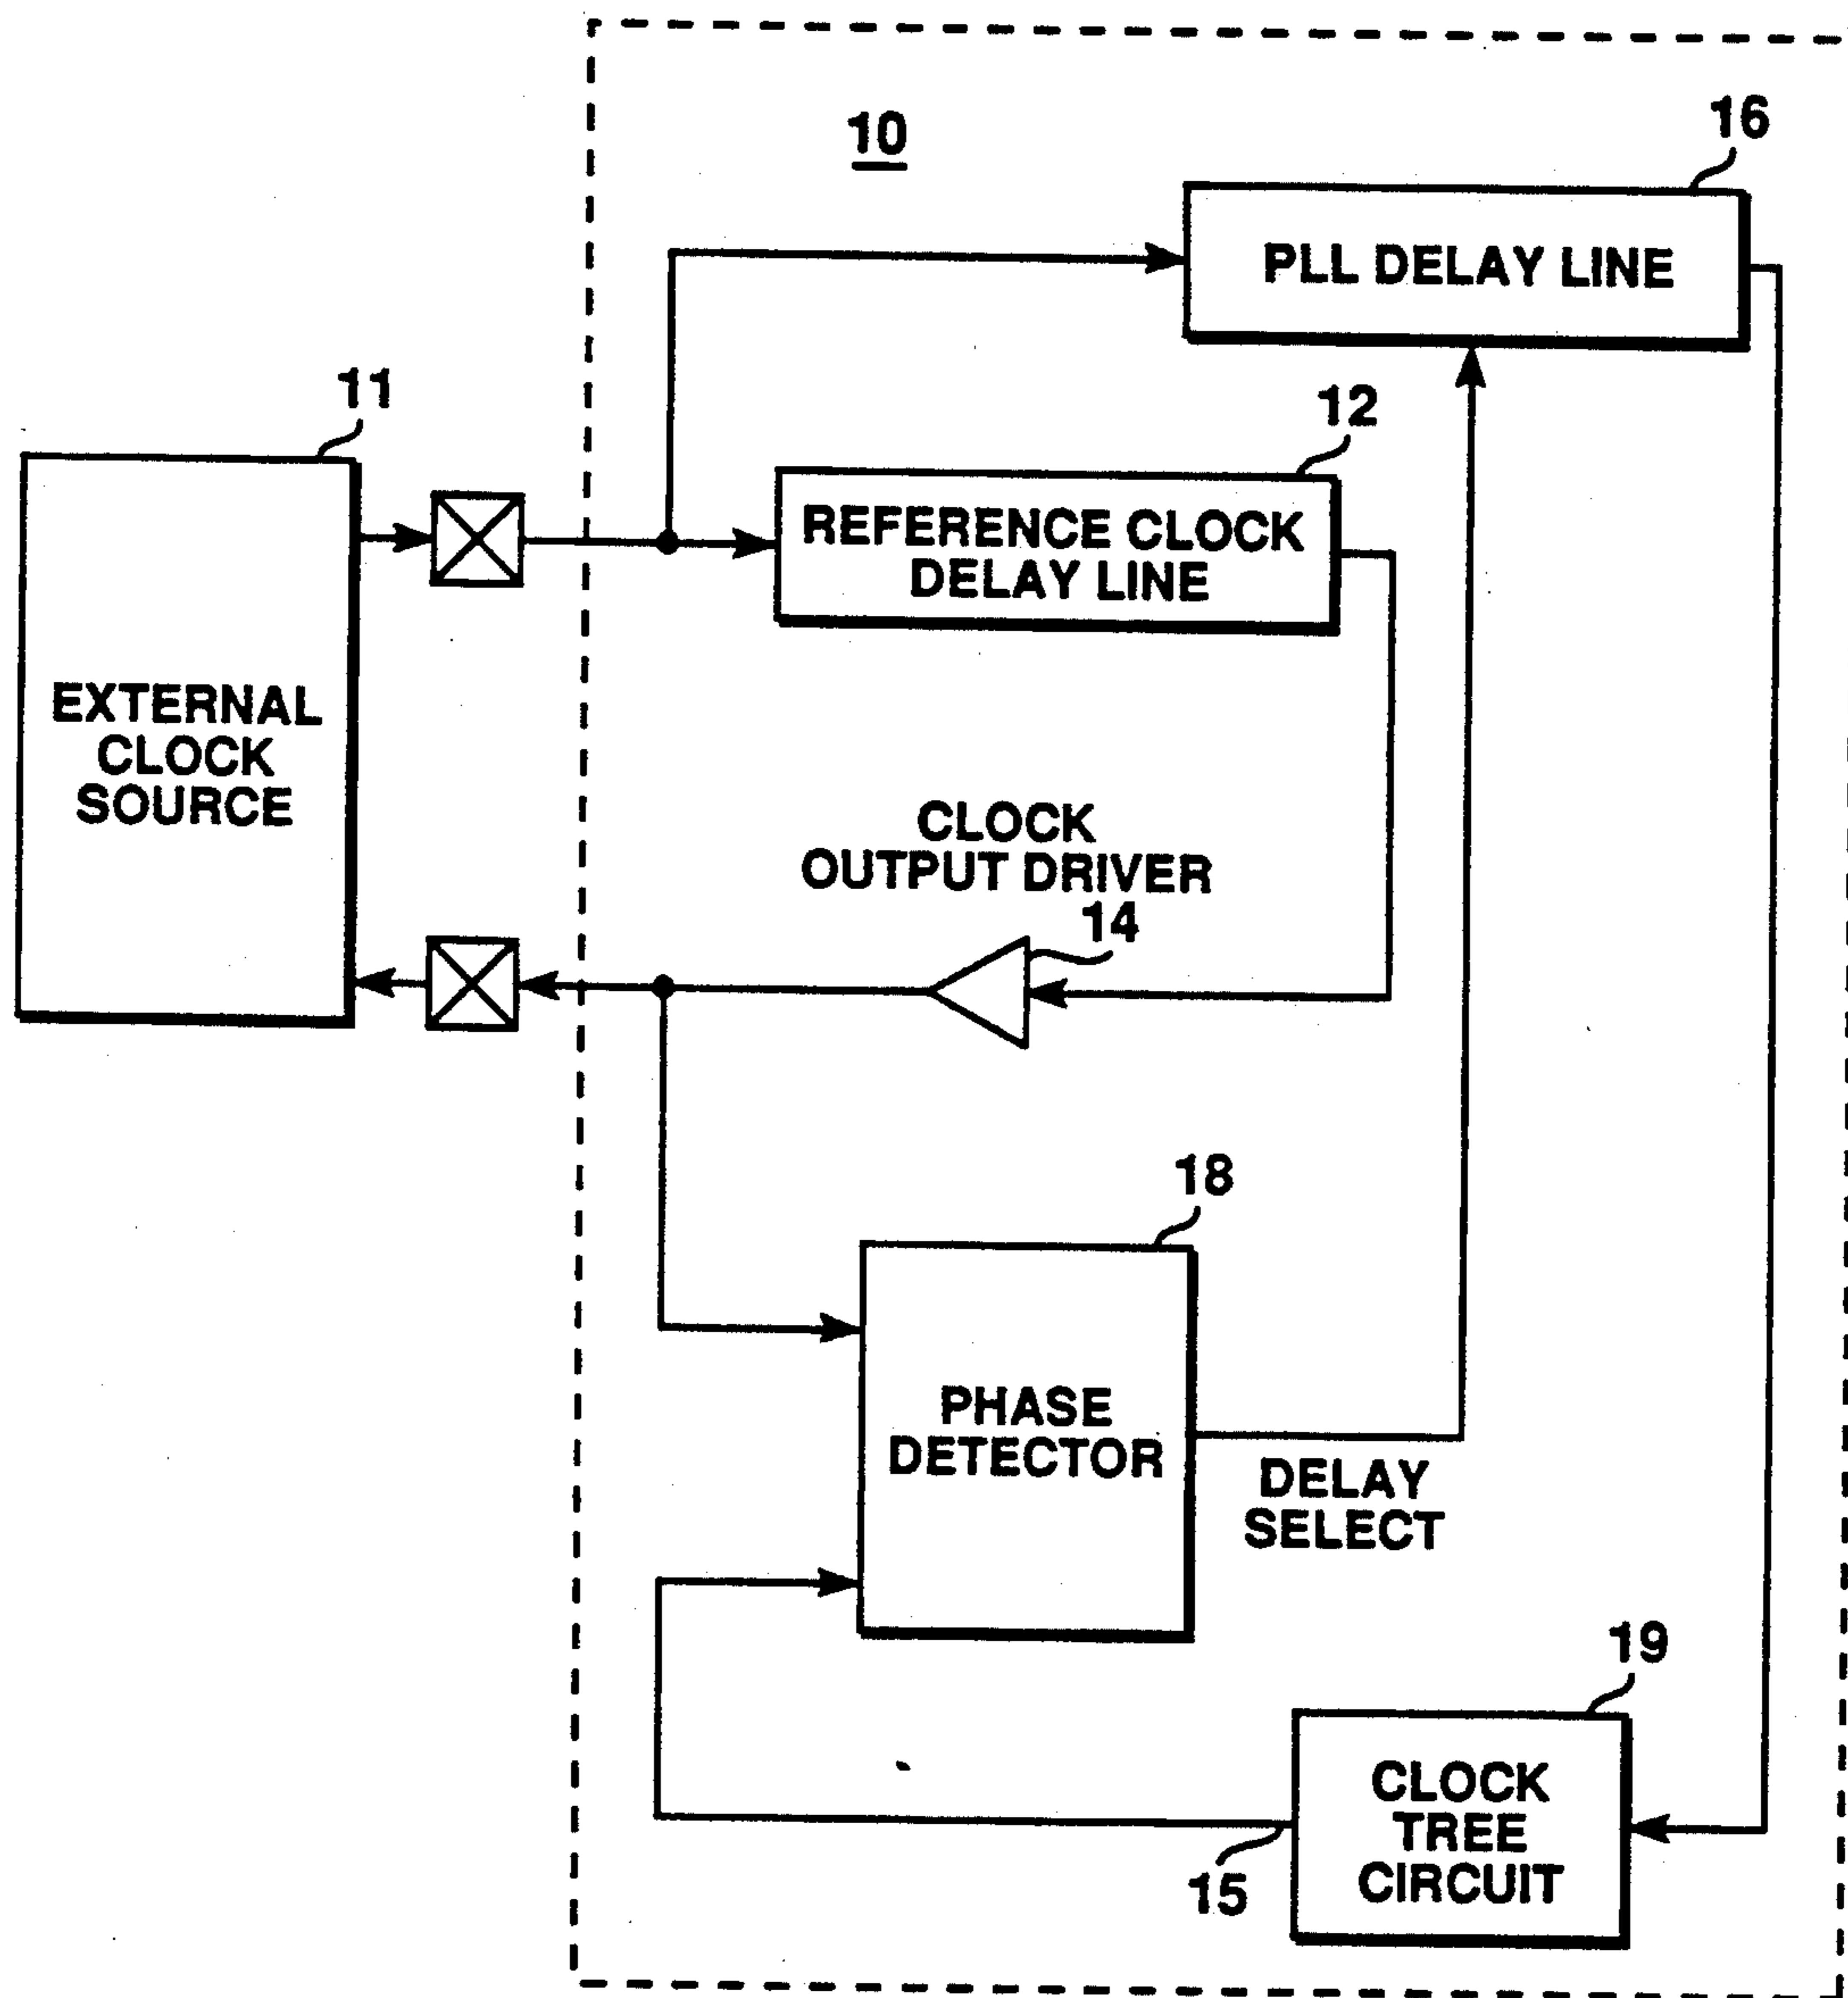 10
16
PLL DELAY LINE
11
12
REFERENCE CLOCK
DELAY LINE
EXTERNAL
CLOCK
SOURCE
CLOCK
OUTPUT DRIVER
14
18
PHASE
DETECTOR
DELAY
SELECT
19
CLOCK
TREE
CIRCUIT
15